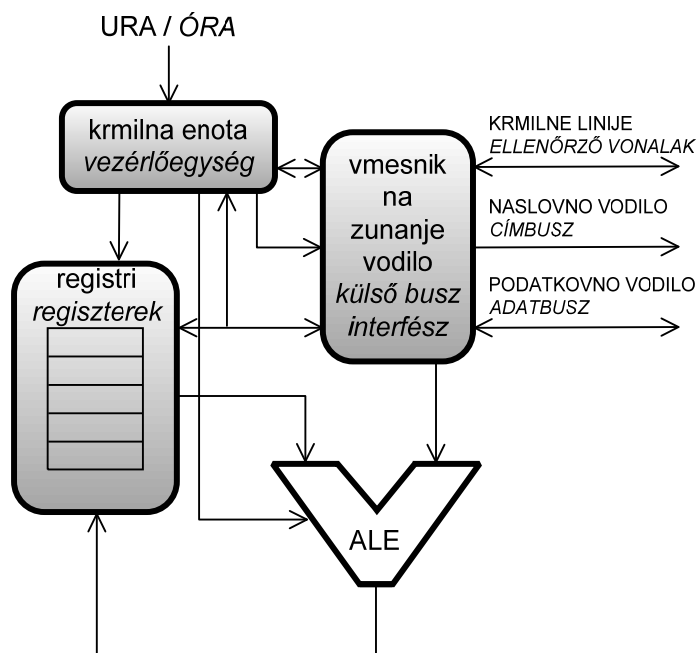 URA / ÓRA
krmilna enota
vezérlőegység
vmesnik
na
zunanje
vodilo
külső busz
interfész
KRMILNE LINIJE
ELLENŐRZŐ VONALAK
NASLOVNO VODILO
CÍMBUSZ
PODATKOVNO VODILO
ADATBUSZ
registri
regiszterek
ALE